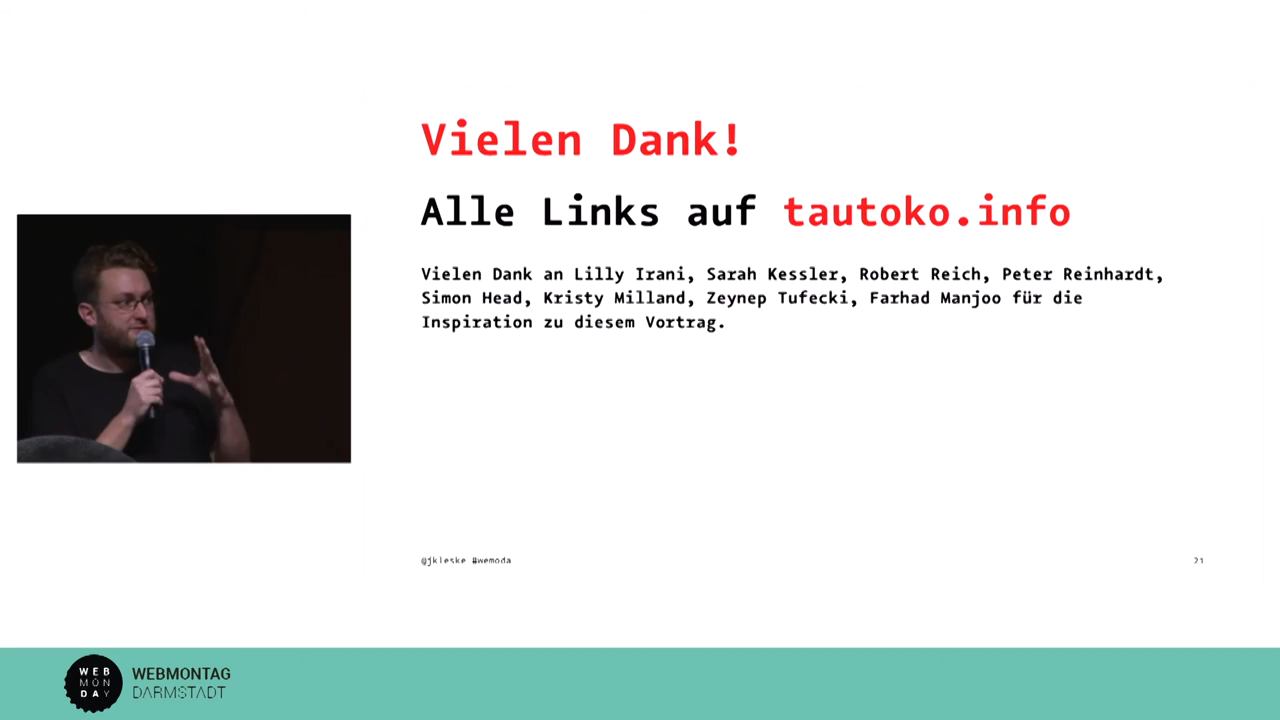 Vielen Dank!
Alle Links auf tautoko.info
Vielen Dank an Lilly Irani, Sarah Kessler, Robert Reich, Peter Reinhardt,
Simon Head, Kristy Milland, Zeynep Tufecki, Farhad Manjoo für die
Inspiration zu diesem Vortrag.
@jkleske #wemoda
21
WEB
MON
DAY
WEBMONTAG
DARMSTADT